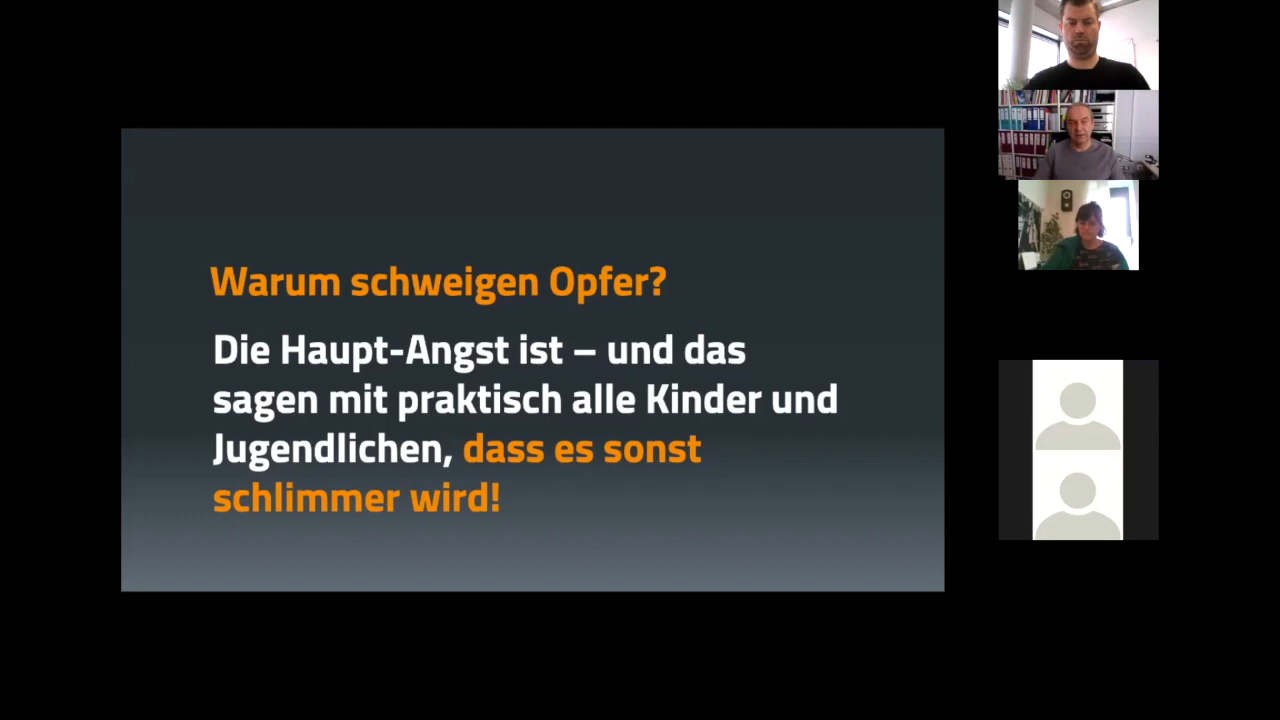 Warum schweigen Opfer?
Die Haupt-Angst ist – und das
sagen mit praktisch alle Kinder und
Jugendlichen, dass es sonst
schlimmer wird!